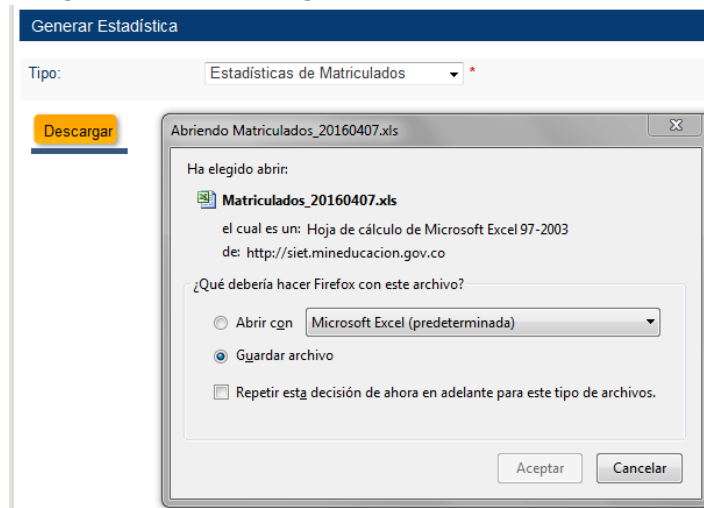 Generar Estadística
Tipo: Estadísticas de Matriculados *
Descargar
Abriendo Matriculados_20160407.xls
Ha elegido abrir:
Matriculados_20160407.xls
el cual es un: Hoja de cálculo de Microsoft Excel 97-2003
de: http://siet.mineducacion.gov.co
¿Qué debería hacer Firefox con este archivo?
Abrir con Microsoft Excel (predeterminada)
Guardar archivo
Repetir esta decisión de ahora en adelante para este tipo de archivos.
Aceptar Cancelar